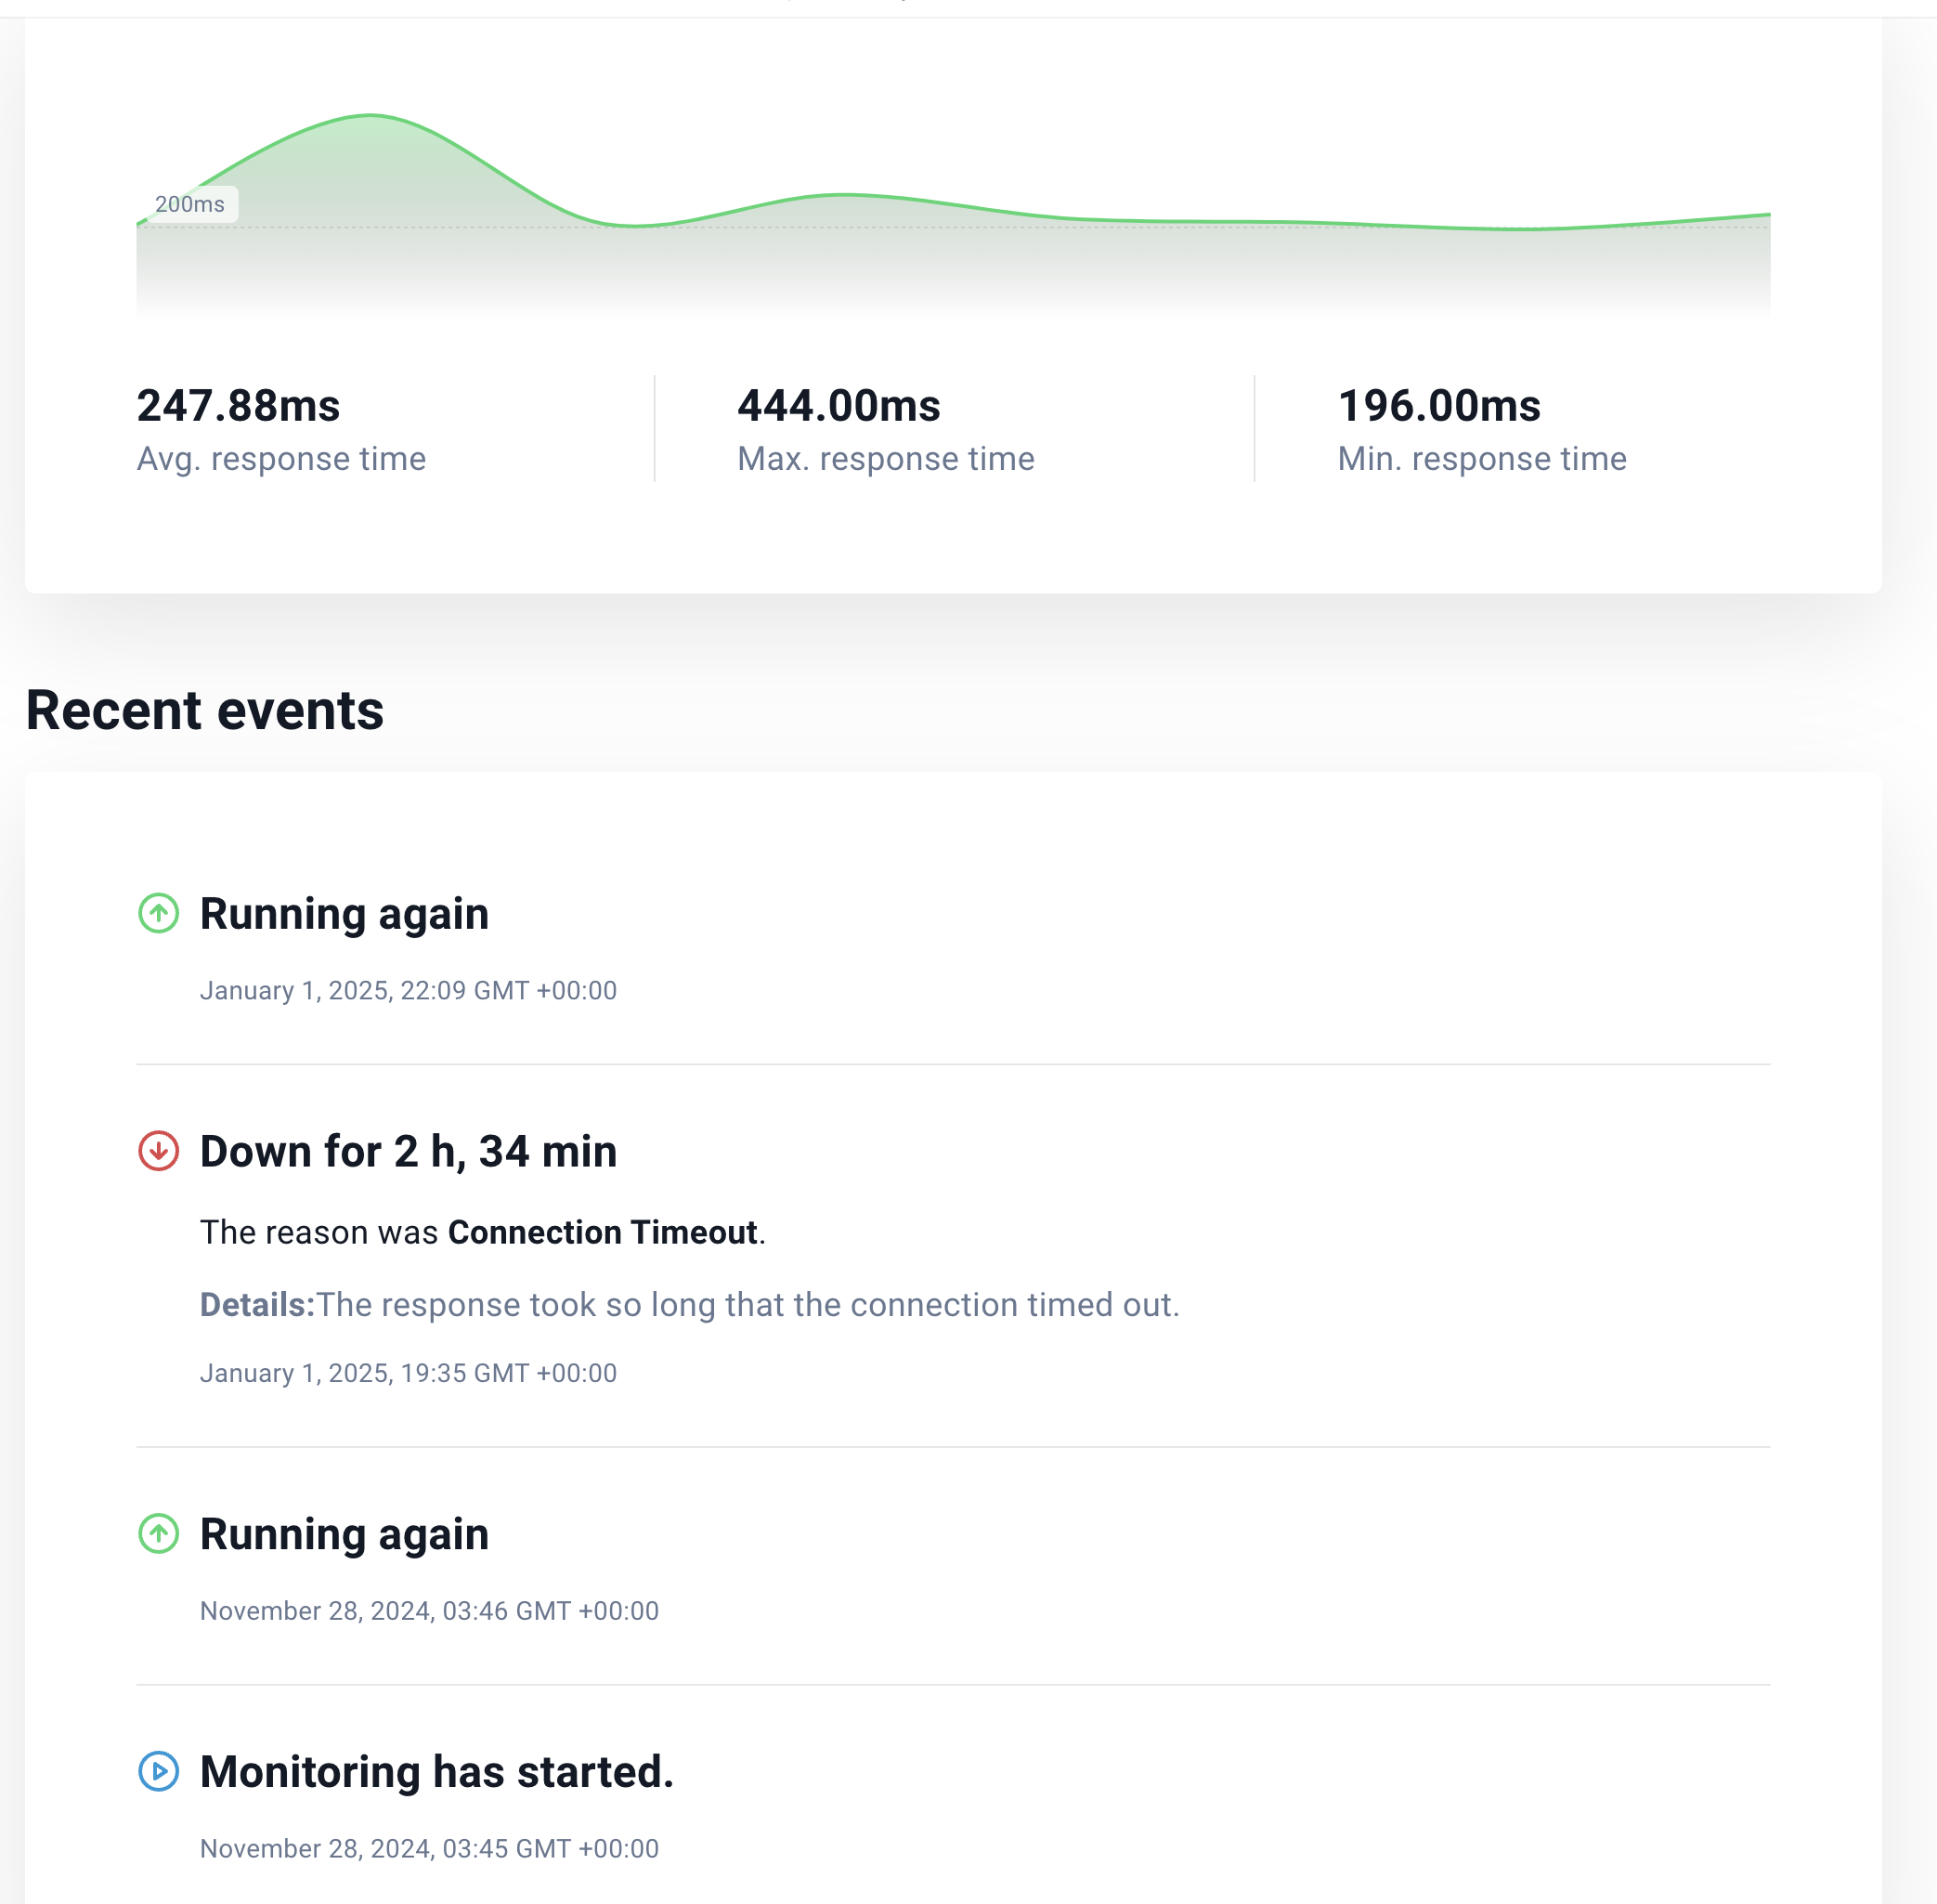 200ms
247.88ms
Avg. response time
444.00ms
Max. response time
196.00ms
Min. response time
Recent events
Running again
January 1, 2025, 22:09 GMT +00:00
Down for 2 h, 34 min
The reason was Connection Timeout.
Details:The response took so long that the connection timed out.
January 1, 2025, 19:35 GMT +00:00
Running again
November 28, 2024, 03:46 GMT +00:00
Monitoring has started.
November 28, 2024, 03:45 GMT +00:00